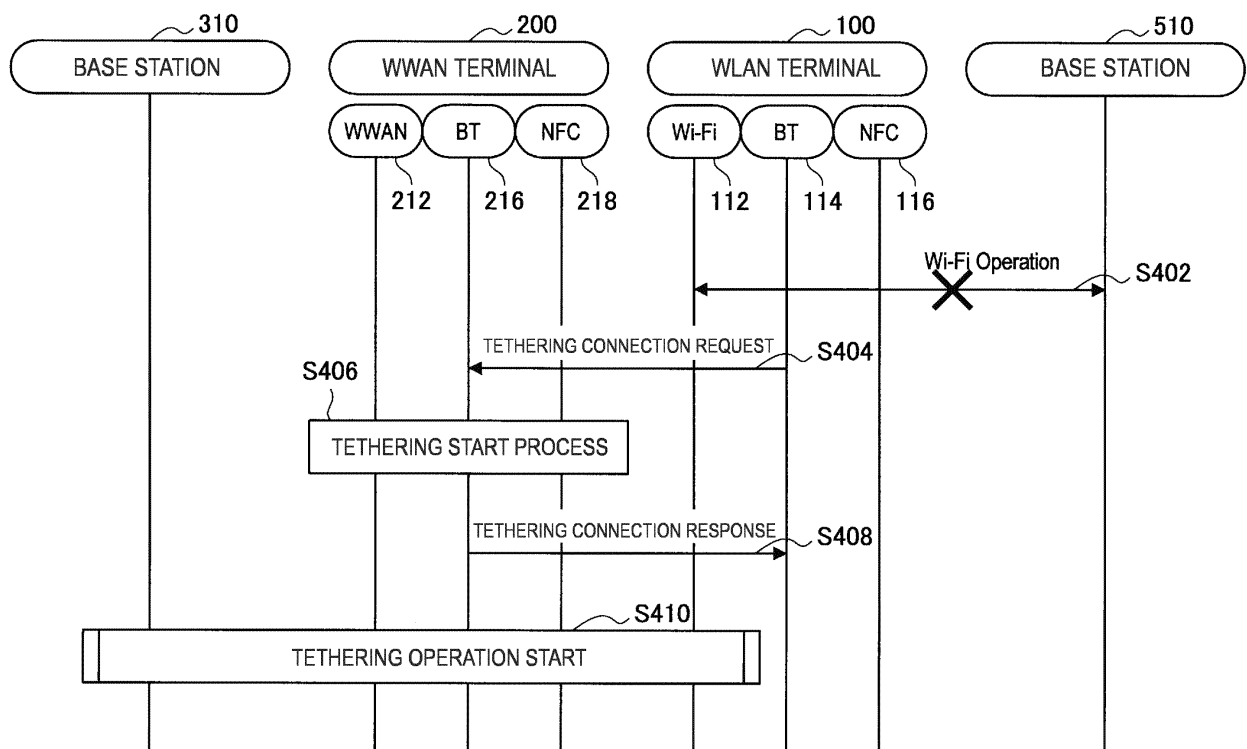 310
200
100
510
BASE STATION
WWAN TERMINAL
WLAN TERMINAL
BASE STATION
WWAN
BT
NFC
Wi-Fi
BT
NFC
212
216
218
112
114
116
Wi-Fi Operation
S402
TETHERING CONNECTION REQUEST
S404
S406
TETHERING START PROCESS
TETHERING CONNECTION RESPONSE
S408
S410
TETHERING OPERATION START